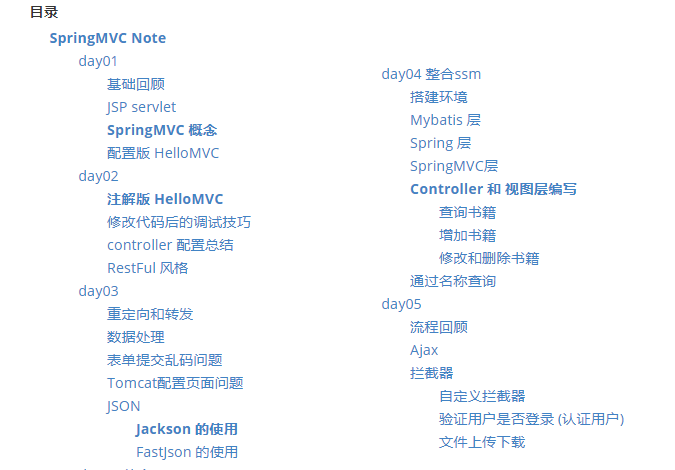 目录
SpringMVC Note
day01
基础回顾
JSP servlet
SpringMVC 概念
配置版 HelloMVC
day02
注解版 HelloMVC
修改代码后的调试技巧
controller 配置总结
RestFul 风格
day03
重定向和转发
数据处理
表单提交乱码问题
Tomcat配置页面问题
JSON
Jackson 的使用
FastJson 的使用
day04 整合ssm
搭建环境
Mybatis 层
Spring 层
SpringMVC层
Controller 和 视图层编写
查询书籍
增加书籍
修改和删除书籍
通过名称查询
day05
流程回顾
Ajax
拦截器
自定义拦截器
验证用户是否登录 (认证用户)
文件上传下载